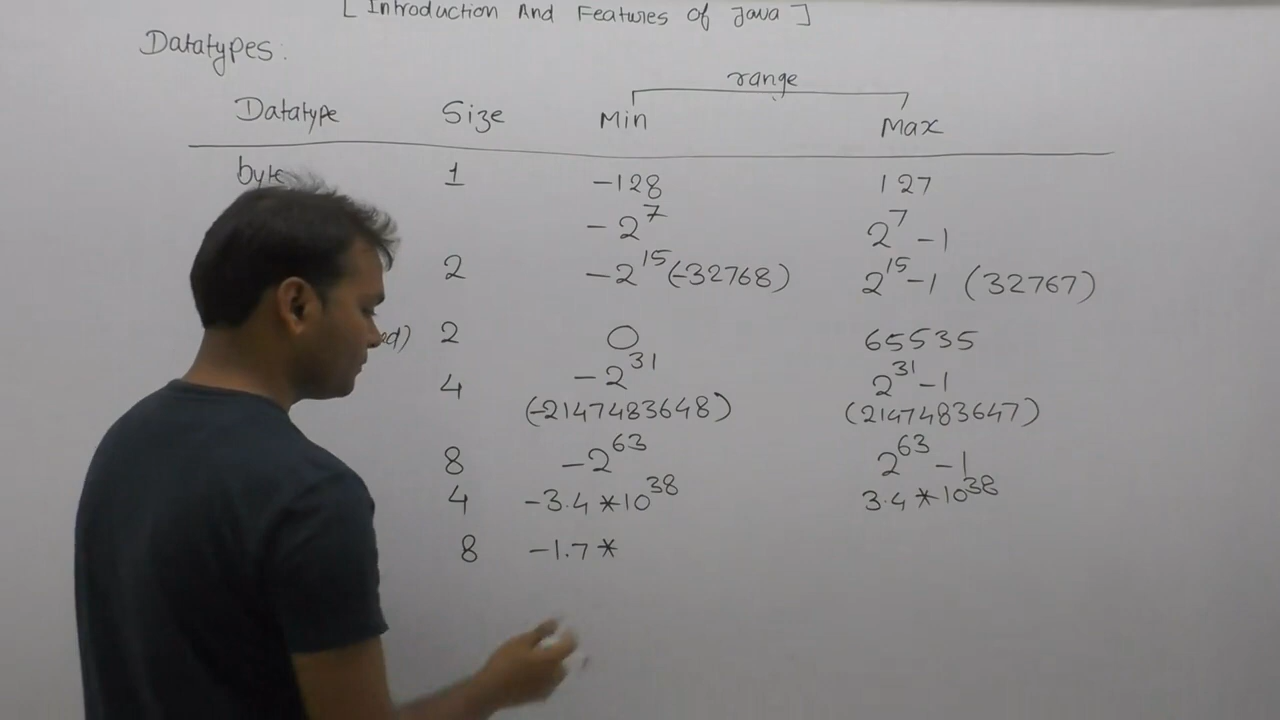 [ Introduction And Features of Java ]
Datatypes:
range
Datatype Size Min Max
byte 1 -128 127
-2^7 2^7 -1
2 -2^15 (-32768) 2^15 -1 (32767)
2 0 65535
4 -2^31 2^31 -1
(-2147483648) (2147483647)
8 -2^63 2^63 -1
4 -3.4 *10^38 3.4 *10^38
8 -1.7 *